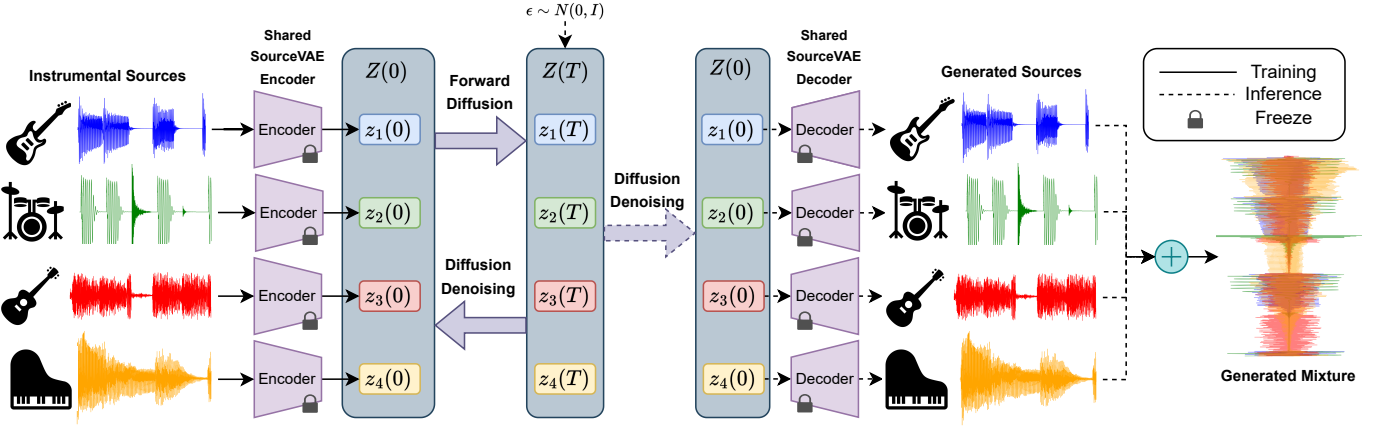 ϵ ∼ N(0, I)
Instrumental Sources
Shared
SourceVAE
Encoder
Encoder
Encoder
Encoder
Encoder
Z(0)
z₁(0)
z₂(0)
z₃(0)
z₄(0)
Forward
Diffusion
Diffusion
Denoising
Z(T)
z₁(T)
z₂(T)
z₃(T)
z₄(T)
Diffusion
Denoising
Z(0)
z₁(0)
z₂(0)
z₃(0)
z₄(0)
Shared
SourceVAE
Decoder
Decoder
Decoder
Decoder
Decoder
Generated Sources
Training
Inference
Freeze
Generated Mixture